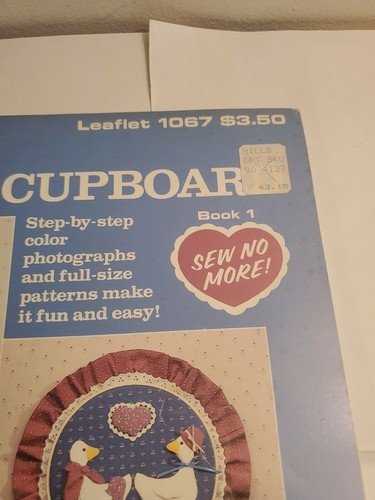 Leaflet 1067 $3.50
CUPBOAR
$3.15
Book 1
Step-by-step
color
photographs
and full-size
patterns make
it fun and easy!
SEW NO
MORE!